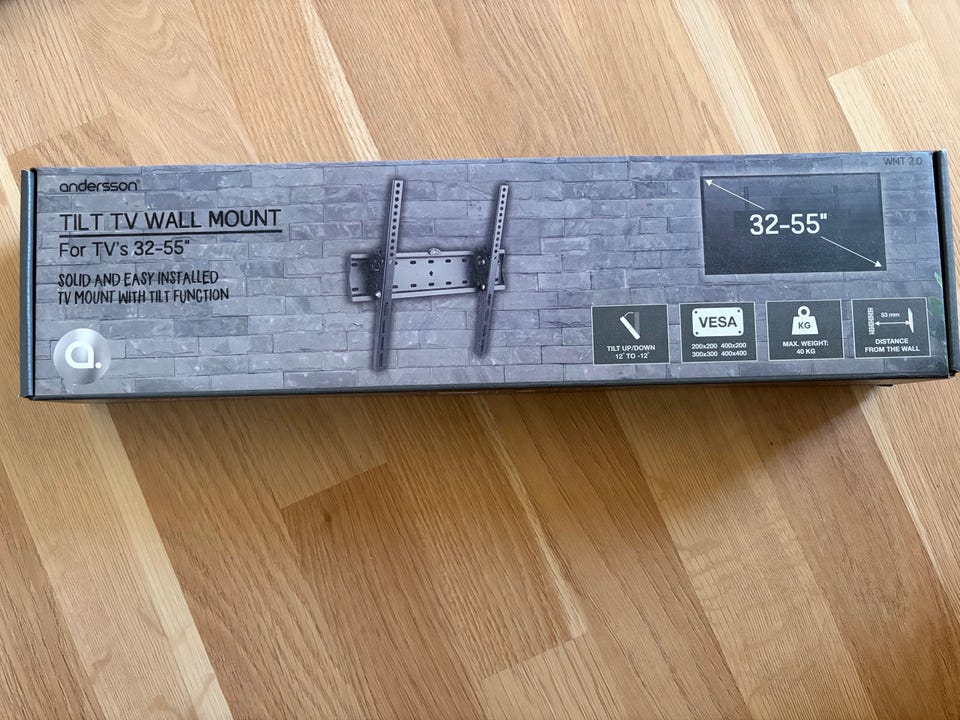 andersson®
TILT TV WALL MOUNT
For TV's 32-55"
SOLID AND EASY INSTALLED
TV MOUNT WITH TILT FUNCTION
a.
WMT 2.0
32-55"
TILT UP/DOWN
12° TO -12°
VESA
200x200 400x200
300x300 400x400
KG
MAX. WEIGHT:
40 KG
53 mm
DISTANCE
FROM THE WALL